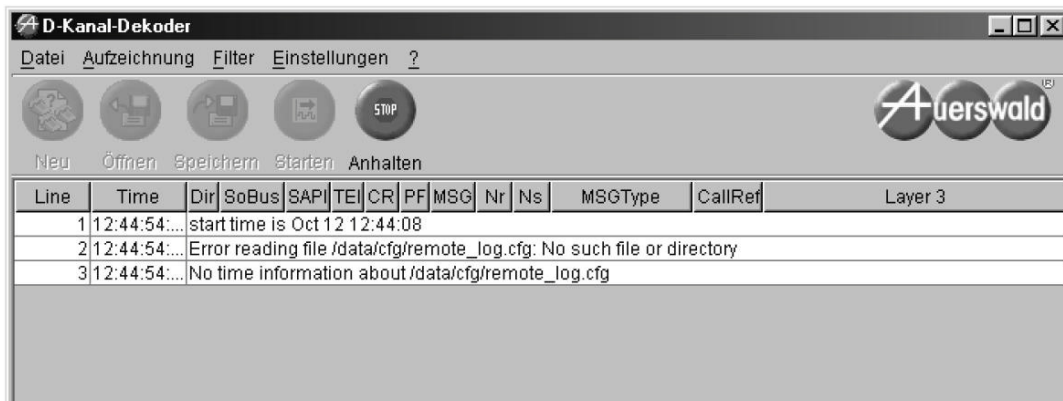 D-Kanal-Dekoder
Datei Aufzeichnung Filter Einstellungen ?
STOP
Auerswald (R)
Neu Öffnen Speichern Starten Anhalten
Line Time Dir SoBus SAPI TEI CR PF MSG Nr Ns MSGType CallRef Layer 3
1 12:44:54:... start time is Oct 12 12:44:08
2 12:44:54:... Error reading file /data/cfg/remote_log.cfg: No such file or directory
3 12:44:54:... No time information about /data/cfg/remote_log.cfg